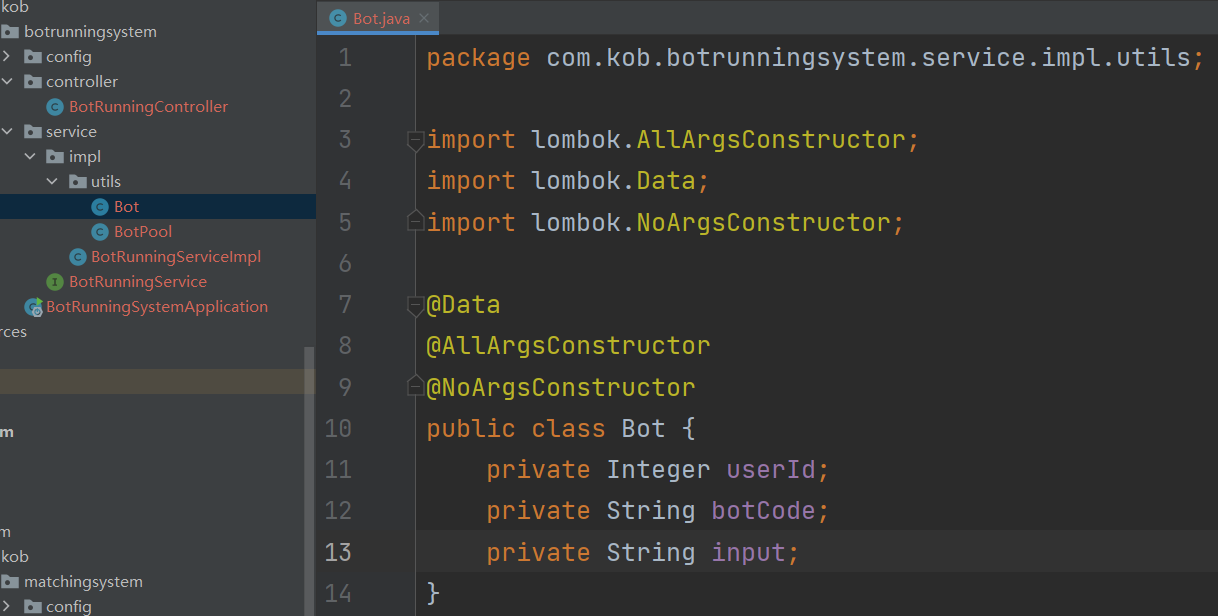 kob
botrunningsystem
config
controller
BotRunningController
service
impl
utils
Bot
BotPool
BotRunningServiceImpl
BotRunningService
BotRunningSystemApplication
rces
m
m
kob
matchingsystem
config
Bot.java
1 package com.kob.botrunningsystem.service.impl.utils;
2
3 import lombok.AllArgsConstructor;
4 import lombok.Data;
5 import lombok.NoArgsConstructor;
6
7 @Data
8 @AllArgsConstructor
9 @NoArgsConstructor
10 public class Bot {
11     private Integer userId;
12     private String botCode;
13     private String input;
14 }